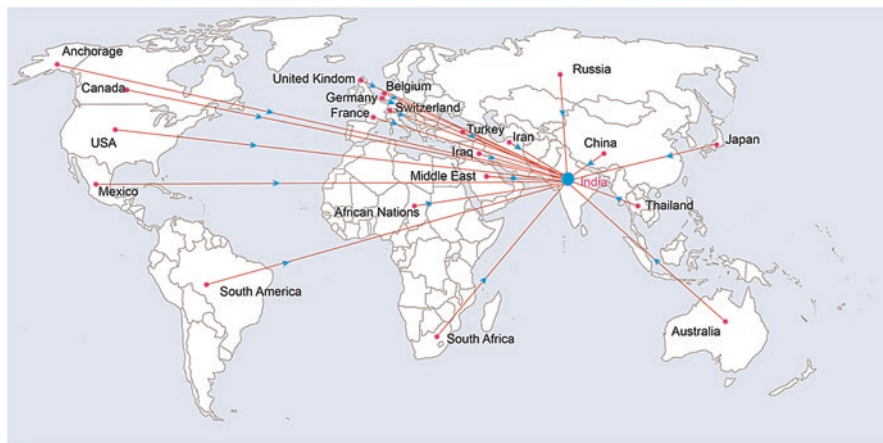 Anchorage
Canada
USA
Mexico
South America
United Kindom
Belgium
Germany
Switzerland
France
Turkey
Iran
Iraq
Middle East
African Nations
South Africa
Russia
China
Japan
India
Thailand
Australia